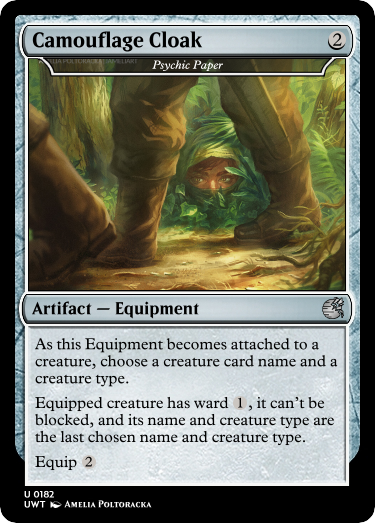 Camouflage Cloak 2
Psychic Paper
Artifact — Equipment
As this Equipment becomes attached to a
creature, choose a creature card name and a
creature type.
Equipped creature has ward 1, it can't be
blocked, and its name and creature type are
the last chosen name and creature type.
Equip 2
U 0182
UWT Amelia Poltoracka